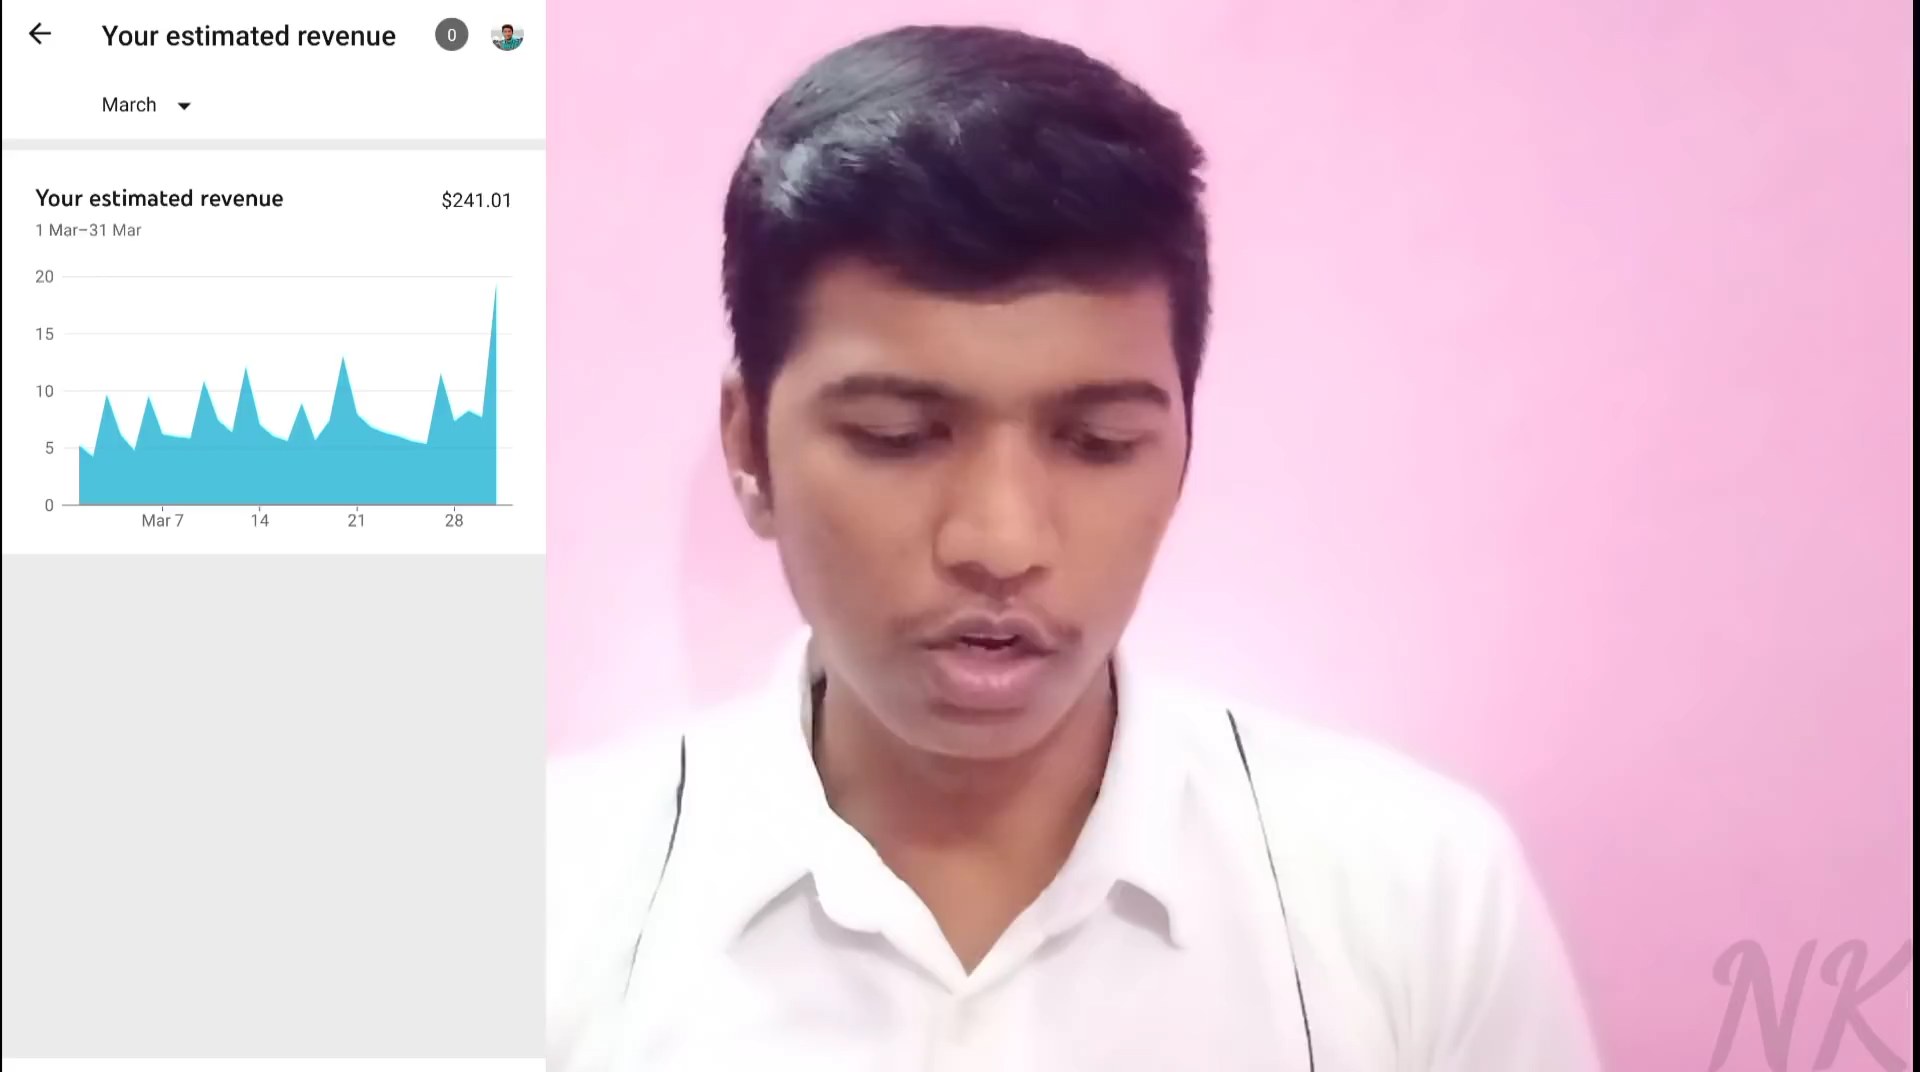 Your estimated revenue
0
March
Your estimated revenue
$241.01
1 Mar–31 Mar
20
15
10
5
0
Mar 7
14
21
28
NK